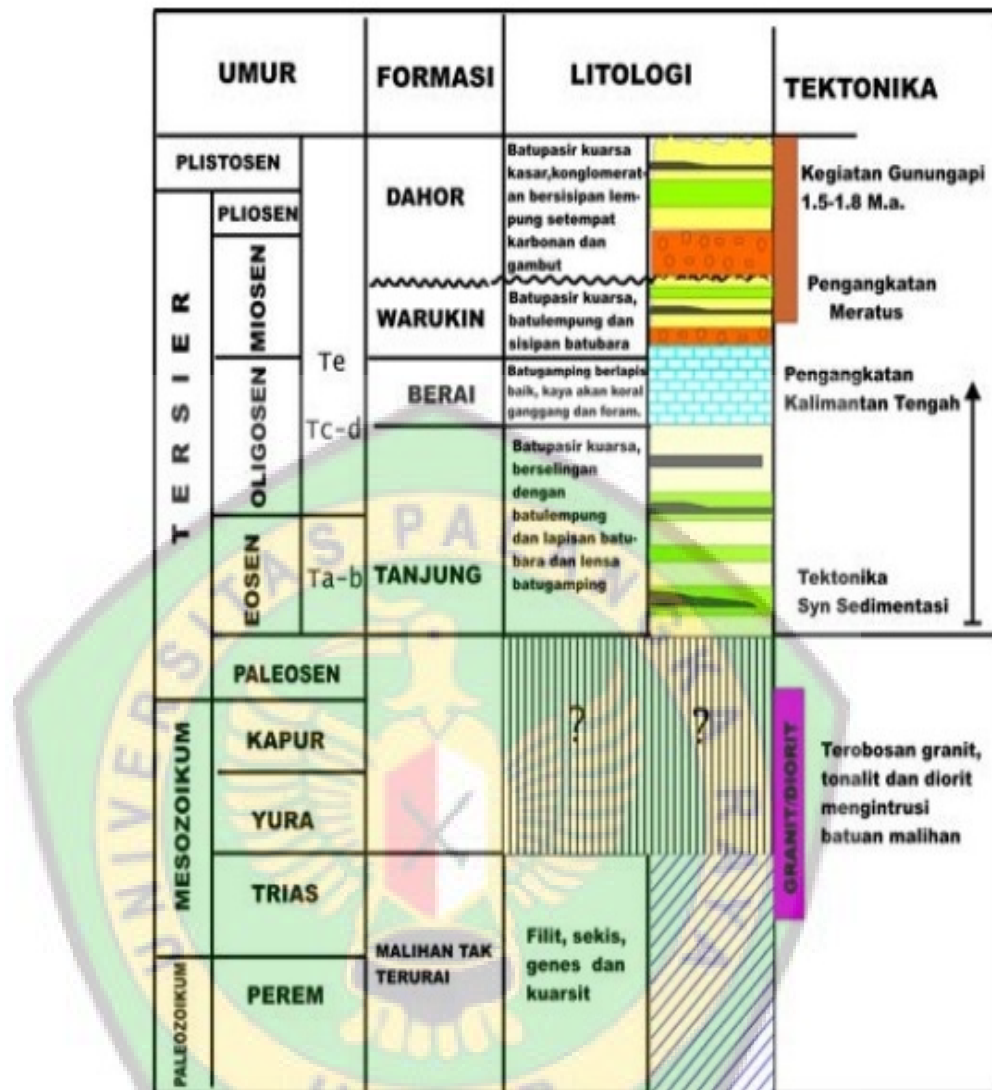 UMUR
FORMASI
LITOLOGI
TEKTONIKA
PLISTOSEN
TERSIER
PLIOSEN
MIOSEN
OLIGOSEN
EOSEN
PALEOSEN
MESOZOIKUM
KAPUR
YURA
TRIAS
PALEOZOIKUM
PEREM
Te
Tc-d
Ta-b
DAHOR
WARUKIN
BERAI
TANJUNG
MALIHAN TAK
TERURAI
Batupasir kuarsa
kasar,konglomerat-
an bersisipan lem-
pung setempat
karbonan dan
gambut
Batupasir kuarsa,
batulempung dan
sisipan batubara
Batugamping berlapis
baik, kaya akan koral
ganggang dan foram.
Batupasir kuarsa,
berselingan
dengan
batulempung
dan lapisan batu-
bara dan lensa
batugamping
?
?
Filit, sekis,
genes dan
kuarsit
Kegiatan Gunungapi
1.5-1.8 M.a.
Pengangkatan
Meratus
Pengangkatan
Kalimantan Tengah
Tektonika
Syn Sedimentasi
GRANIT/DIORIT
Terobosan granit,
tonalit dan diorit
mengintrusi
batuan malihan
UNIVERSITAS PALANGKA RAYA